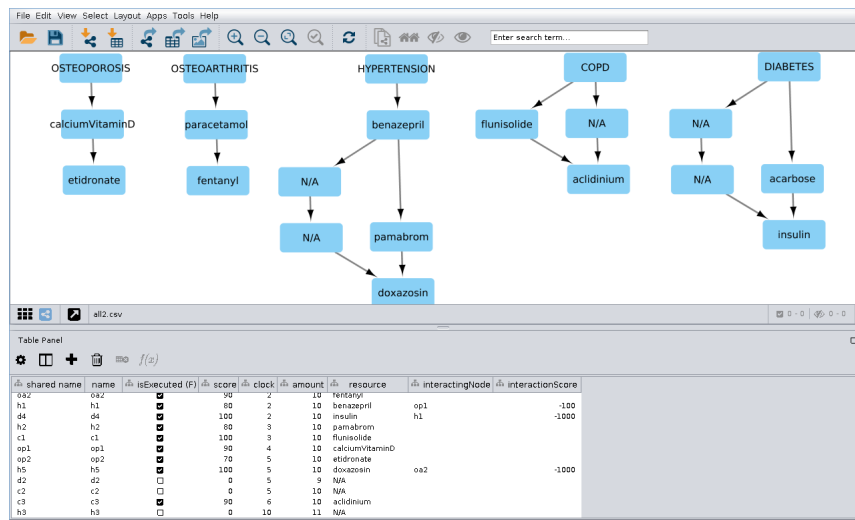 File Edit View Select Layout Apps Tools Help
Enter search term...
OSTEOPOROSIS OSTEOARTHRITIS HYPERTENSION COPD DIABETES
calciumVitaminD paracetamol benazepril flunisolide N/A N/A
etidronate fentanyl N/A aclidinium N/A acarbose
N/A pamabrom insulin
doxazosin
all2.csv 0 - 0 0 - 0
Table Panel
f(x)
shared name name isExecuted (F) score clock amount resource interactingNode interactionScore
oa2 oa2 90 2 10 fentanyl
h1 h1 80 2 10 benazepril op1 -100
d4 d4 100 2 10 insulin h1 -1000
h2 h2 80 3 10 pamabrom
c1 c1 100 3 10 flunisolide
op1 op1 90 4 10 calciumVitaminD
op2 op2 70 5 10 etidronate
h5 h5 100 5 10 doxazosin oa2 -1000
d2 d2 0 5 9 N/A
c2 c2 0 5 10 N/A
c3 c3 90 6 10 aclidinium
h3 h3 0 10 11 N/A